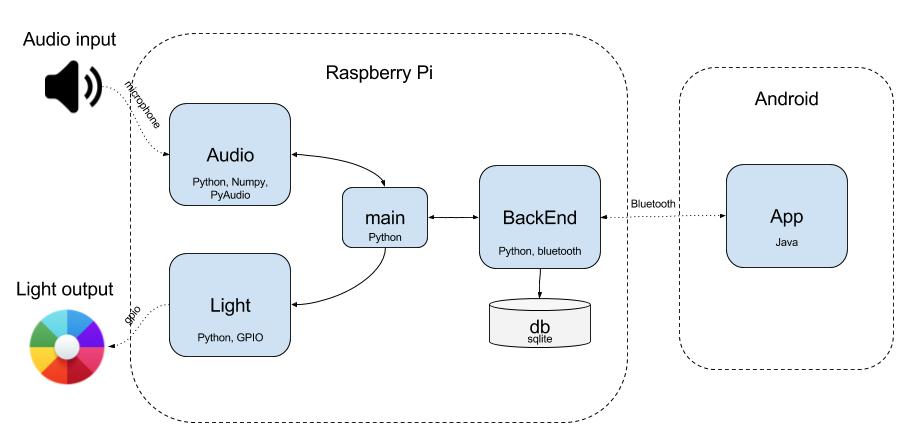 Audio input
microphone
Raspberry Pi
Audio
Python, Numpy,
PyAudio
main
Python
BackEnd
Python, bluetooth
db
sqlite
Light
Python, GPIO
Light output
gpio
Bluetooth
Android
App
Java